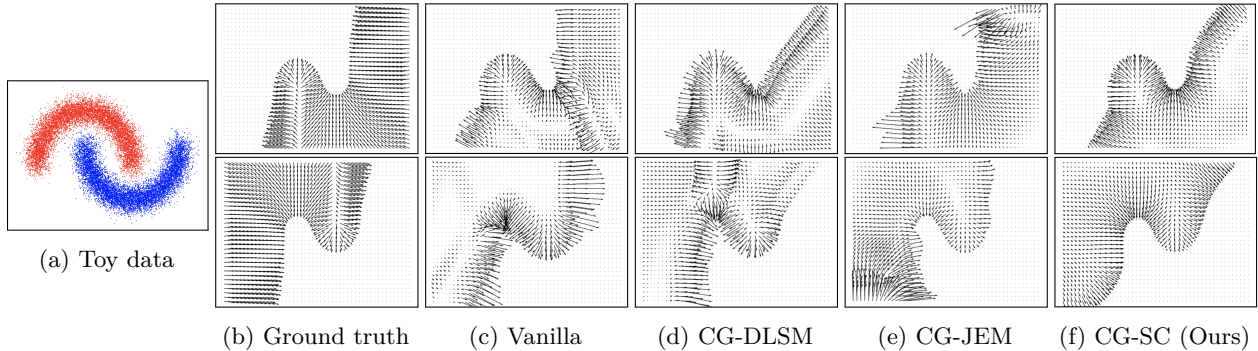 (a) Toy data
(b) Ground truth
(c) Vanilla
(d) CG-DLSM
(e) CG-JEM
(f) CG-SC (Ours)